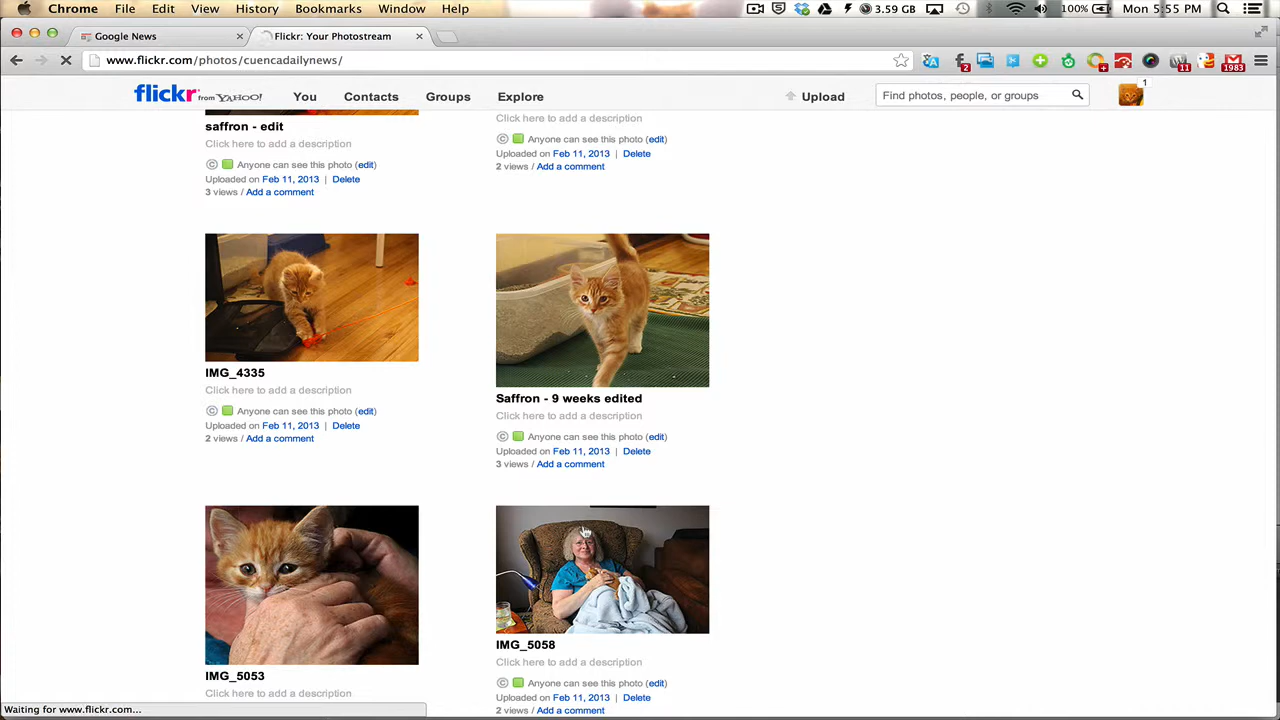 Chrome File Edit View History Bookmarks Window Help 3.59 GB 100% Mon 5:55 PM
Google News
Flickr: Your Photostream
www.flickr.com/photos/cuencadailynews/
2
11
1983
flickr from YAHOO! You Contacts Groups Explore Upload Find photos, people, or groups 1
saffron - edit
Click here to add a description
Anyone can see this photo (edit)
Uploaded on Feb 11, 2013 | Delete
3 views / Add a comment
Click here to add a description
Anyone can see this photo (edit)
Uploaded on Feb 11, 2013 | Delete
2 views / Add a comment
IMG_4335
Click here to add a description
Anyone can see this photo (edit)
Uploaded on Feb 11, 2013 | Delete
2 views / Add a comment
Saffron - 9 weeks edited
Click here to add a description
Anyone can see this photo (edit)
Uploaded on Feb 11, 2013 | Delete
3 views / Add a comment
IMG_5053
Click here to add a description
IMG_5058
Click here to add a description
Anyone can see this photo (edit)
Uploaded on Feb 11, 2013 | Delete
2 views / Add a comment
Waiting for www.flickr.com...